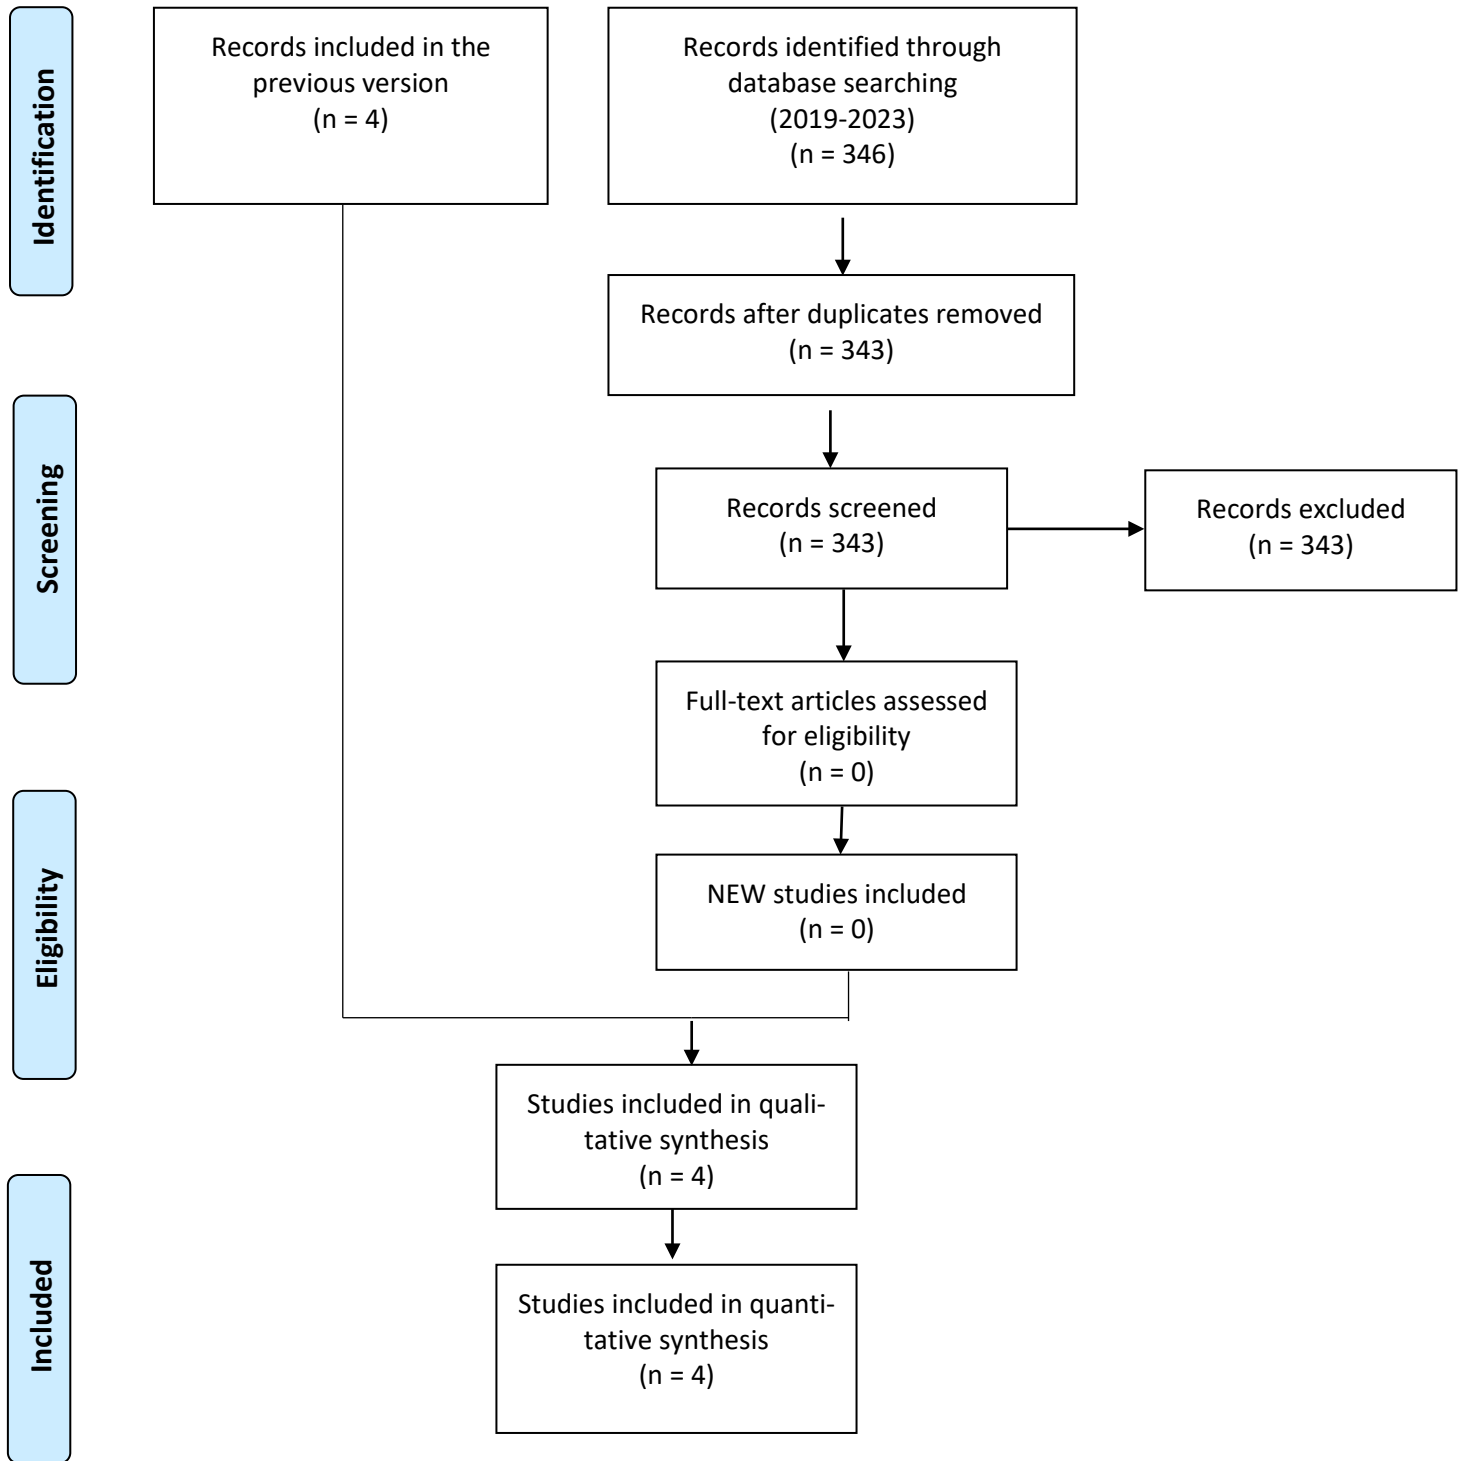 Identification
Records included in the
previous version
(n = 4)
Records identified through
database searching
(2019-2023)
(n = 346)
Records after duplicates removed
(n = 343)
Screening
Records screened
(n = 343)
Records excluded
(n = 343)
Full-text articles assessed
for eligibility
(n = 0)
Eligibility
NEW studies included
(n = 0)
Studies included in quali-
tative synthesis
(n = 4)
Included
Studies included in quanti-
tative synthesis
(n = 4)